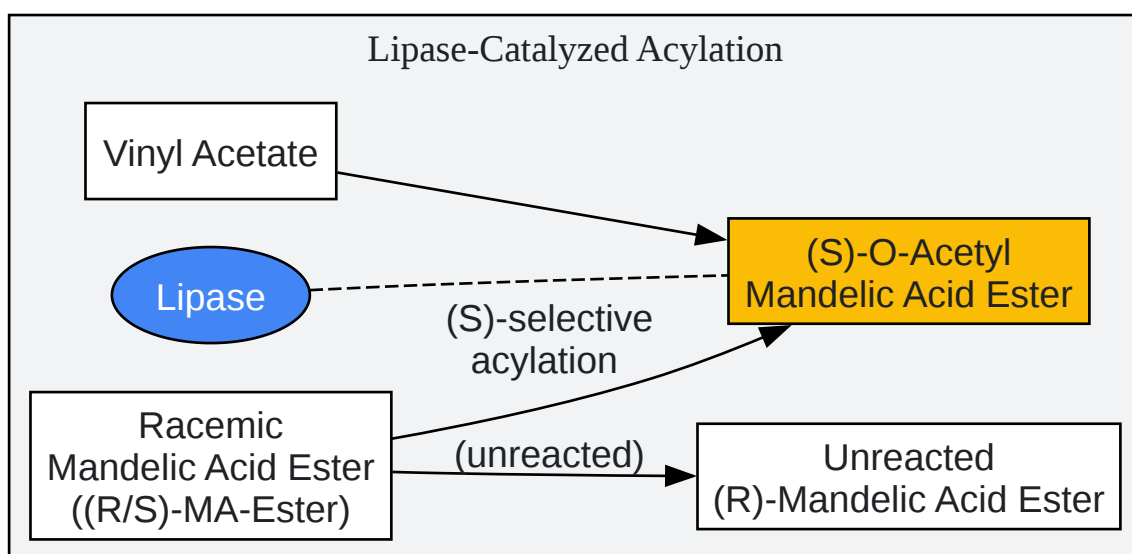 Lipase-Catalyzed Acylation
Vinyl Acetate
(S)-O-Acetyl
Mandelic Acid Ester
Lipase
(S)-selective
acylation
Racemic
Mandelic Acid Ester
((R/S)-MA-Ester)
(unreacted)
Unreacted
(R)-Mandelic Acid Ester